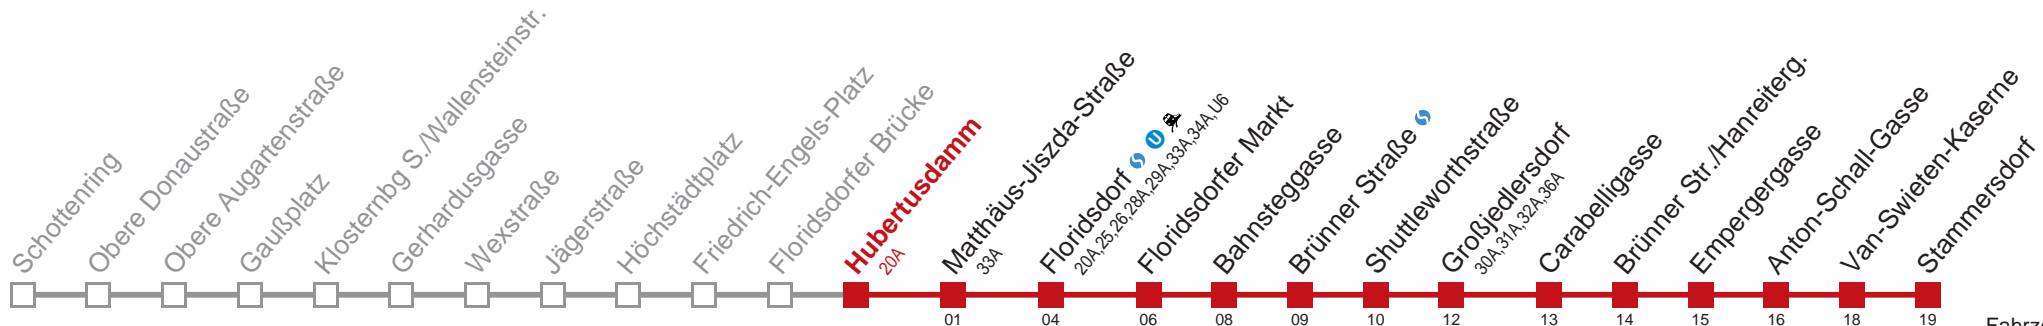 Schottenring
Obere Donaustraße
Obere Augartenstraße
Gaußplatz
Klosternbg S./Wallensteinstr.
Gerhardusgasse
Wexstraße
Jägerstraße
Höchstädtplatz
Friedrich-Engels-Platz
Floridsdorfer Brücke
Hubertusdamm
20A
Matthäus-Jiszda-Straße
33A
01
Floridsdorf S U
20A,25,26,28A,29A,33A,34A,U6
04
Floridsdorfer Markt
06
Bahnsteggasse
08
Brünner Straße S
09
Shuttleworthstraße
10
Großjedlersdorf
30A,31A,32A,36A
12
Carabelligasse
13
Brünner Str./Hanreiterg.
14
Empergergasse
15
Anton-Schall-Gasse
16
Van-Swieten-Kaserne
18
Stammersdorf
19